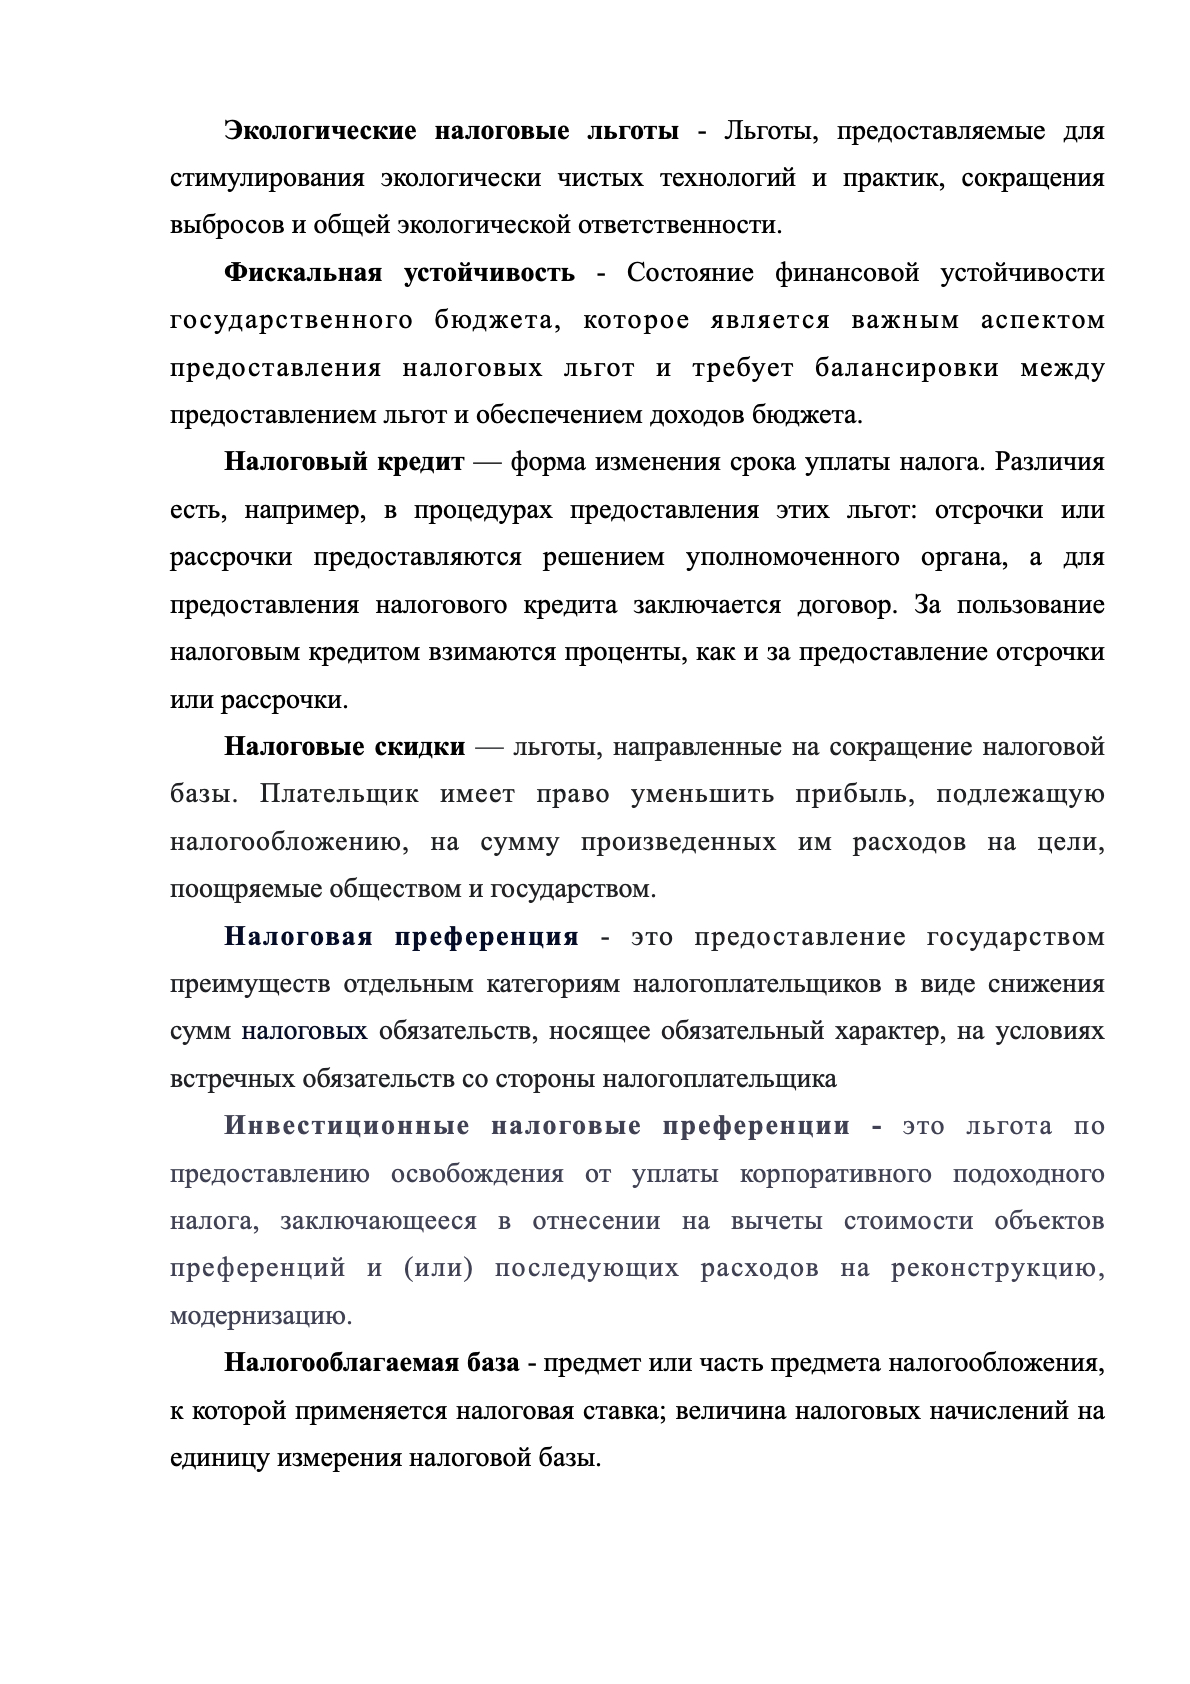 Экологические налоговые льготы - Льготы, предоставляемые для
стимулирования экологически чистых технологий и практик, сокращения
выбросов и общей экологической ответственности.
Фискальная устойчивость - Состояние финансовой устойчивости
государственного бюджета, которое является важным аспектом
предоставления налоговых льгот и требует балансировки между
предоставлением льгот и обеспечением доходов бюджета.
Налоговый кредит — форма изменения срока уплаты налога. Различия
есть, например, в процедурах предоставления этих льгот: отсрочки или
рассрочки предоставляются решением уполномоченного органа, а для
предоставления налогового кредита заключается договор. За пользование
налоговым кредитом взимаются проценты, как и за предоставление отсрочки
или рассрочки.
Налоговые скидки — льготы, направленные на сокращение налоговой
базы. Плательщик имеет право уменьшить прибыль, подлежащую
налогообложению, на сумму произведенных им расходов на цели,
поощряемые обществом и государством.
Налоговая преференция - это предоставление государством
преимуществ отдельным категориям налогоплательщиков в виде снижения
сумм налоговых обязательств, носящее обязательный характер, на условиях
встречных обязательств со стороны налогоплательщика
Инвестиционные налоговые преференции - это льгота по
предоставлению освобождения от уплаты корпоративного подоходного
налога, заключающееся в отнесении на вычеты стоимости объектов
преференций и (или) последующих расходов на реконструкцию,
модернизацию.
Налогооблагаемая база - предмет или часть предмета налогообложения,
к которой применяется налоговая ставка; величина налоговых начислений на
единицу измерения налоговой базы.